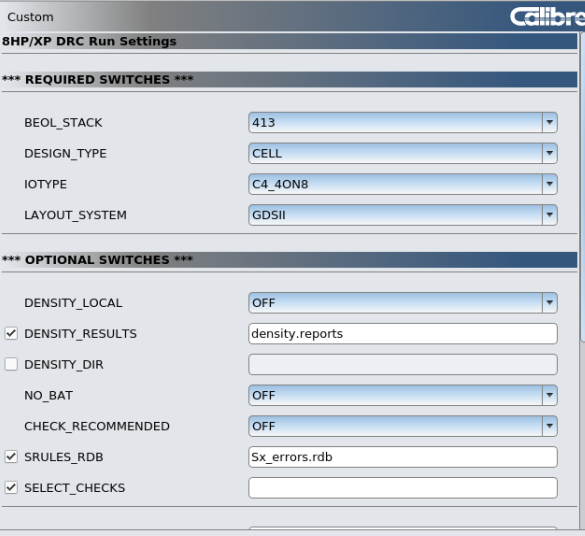 Custom
Calibre
8HP/XP DRC Run Settings
*** REQUIRED SWITCHES ***
BEOL_STACK 413
DESIGN_TYPE CELL
IOTYPE C4_4ON8
LAYOUT_SYSTEM GDSII
*** OPTIONAL SWITCHES ***
DENSITY_LOCAL OFF
DENSITY_RESULTS density.reports
DENSITY_DIR
NO_BAT OFF
CHECK_RECOMMENDED OFF
SRULES_RDB Sx_errors.rdb
SELECT_CHECKS